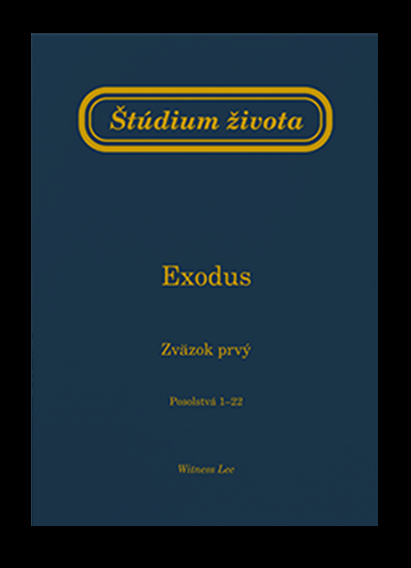 Štúdium života
Exodus
Zväzok prvý
Posolstvá 1–22
Witness Lee